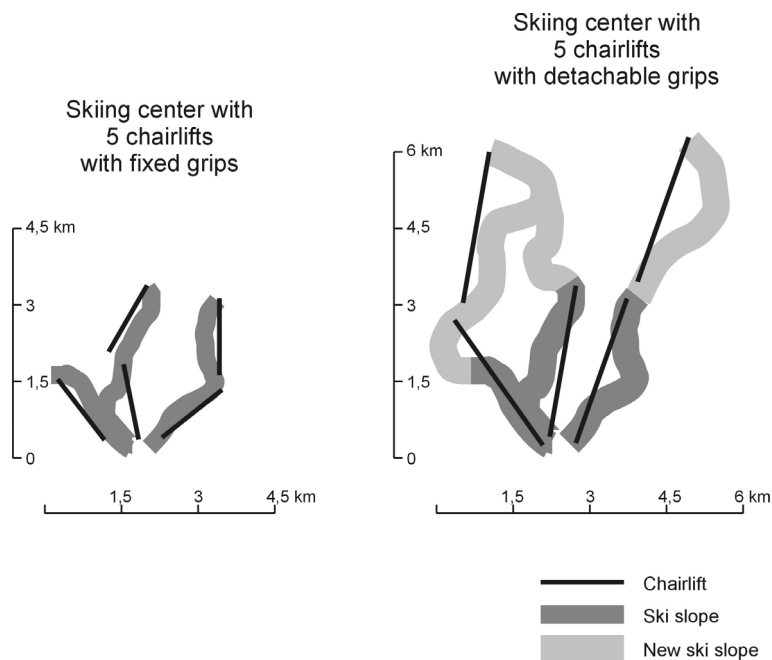 Skiing center with
5 chairlifts
with fixed grips
4,5 km
3
1,5
0
1,5
3
4,5 km
Skiing center with
5 chairlifts
with detachable grips
6 km
4,5
3
1,5
0
1,5
3
4,5
6 km
Chairlift
Ski slope
New ski slope